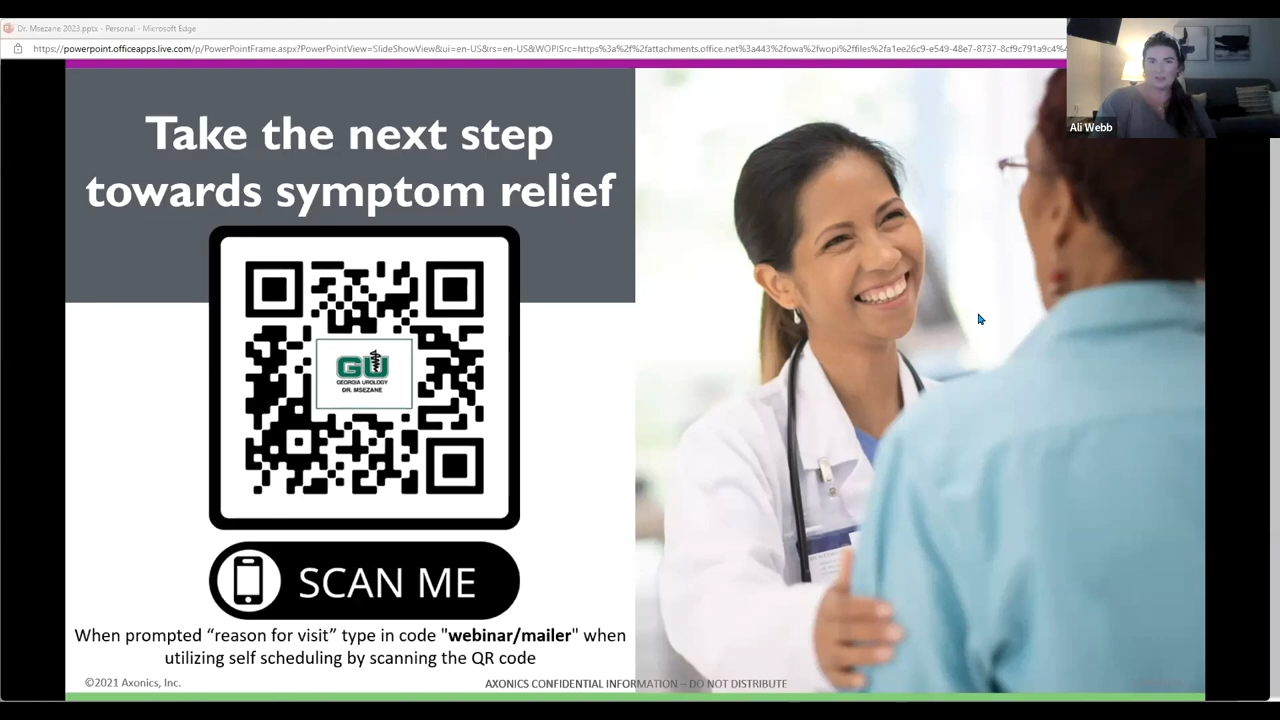 Dr. Msezane 2023.pptx - Personal - Microsoft Edge
https://powerpoint.officeapps.live.com/p/PowerPointFrame.aspx?PowerPointView=SlideShowView&ui=en-US&rs=en-US&WOPISrc=https%3a%2f%2fattachments.office.net%3a443%2fowa%2fwopi%2ffiles%2fa1ee26c9-e549-48e7-8737-8cf9c791a9c4%4
Ali Webb
Take the next step
towards symptom relief
GU
GEORGIA UROLOGY
DR. MSEZANE
SCAN ME
When prompted “reason for visit” type in code "webinar/mailer" when
utilizing self scheduling by scanning the QR code
©2021 Axonics, Inc.
AXONICS CONFIDENTIAL INFORMATION – DO NOT DISTRIBUTE